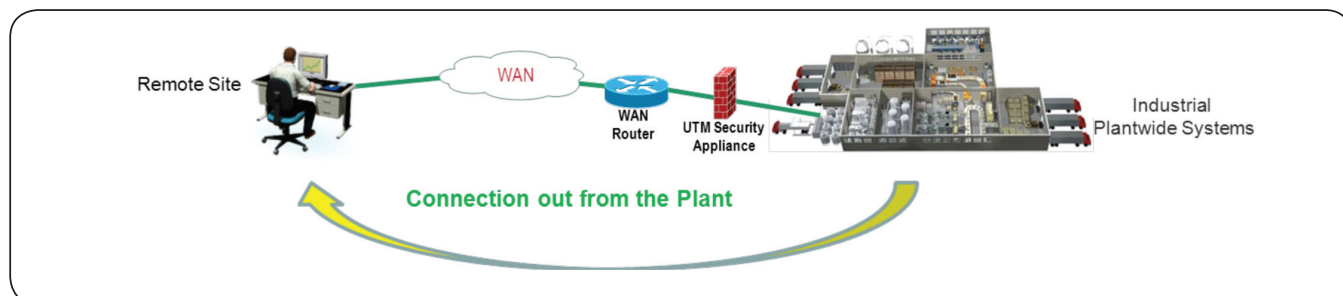 Remote Site
WAN
WAN
Router
UTM Security
Appliance
Industrial
Plantwide Systems
Connection out from the Plant